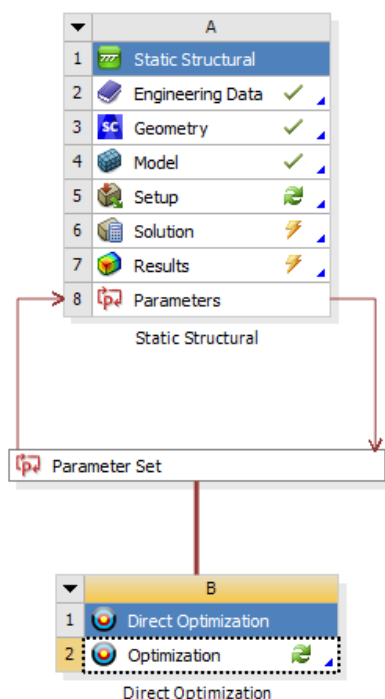 A
1 Static Structural
2 Engineering Data
3 SC Geometry
4 Model
5 Setup
6 Solution
7 Results
8 Parameters
Static Structural
Parameter Set
B
1 Direct Optimization
2 Optimization
Direct Optimization